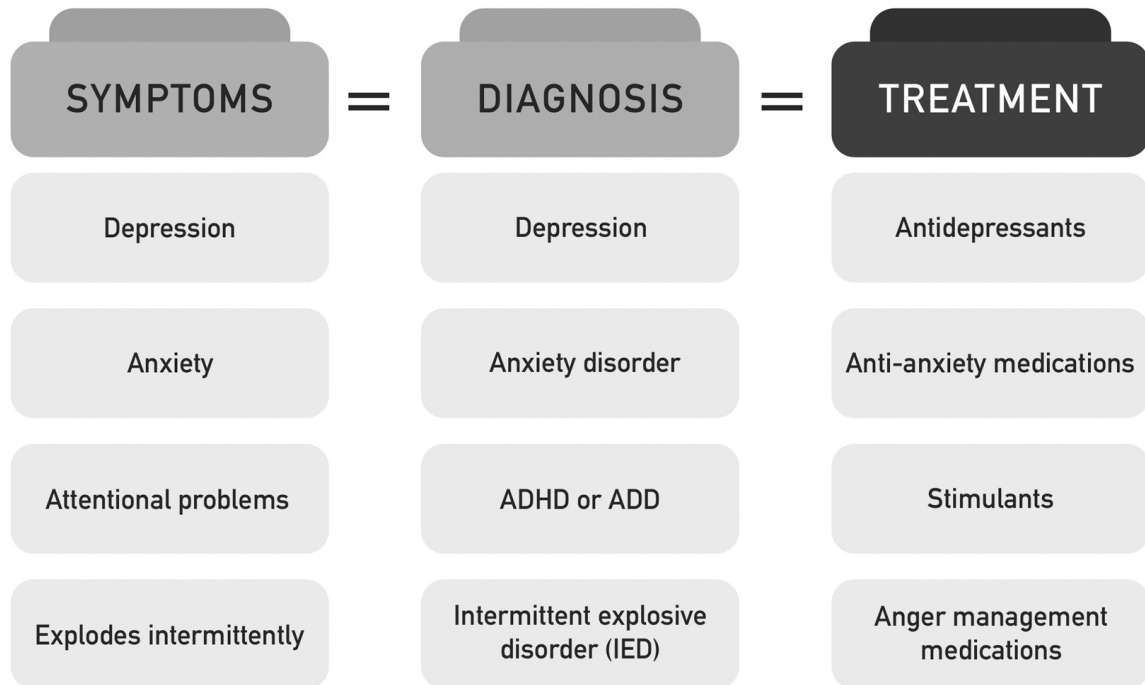 SYMPTOMS = DIAGNOSIS = TREATMENT
Depression
Depression
Antidepressants
Anxiety
Anxiety disorder
Anti-anxiety medications
Attentional problems
ADHD or ADD
Stimulants
Explodes intermittently
Intermittent explosive
disorder (IED)
Anger management
medications